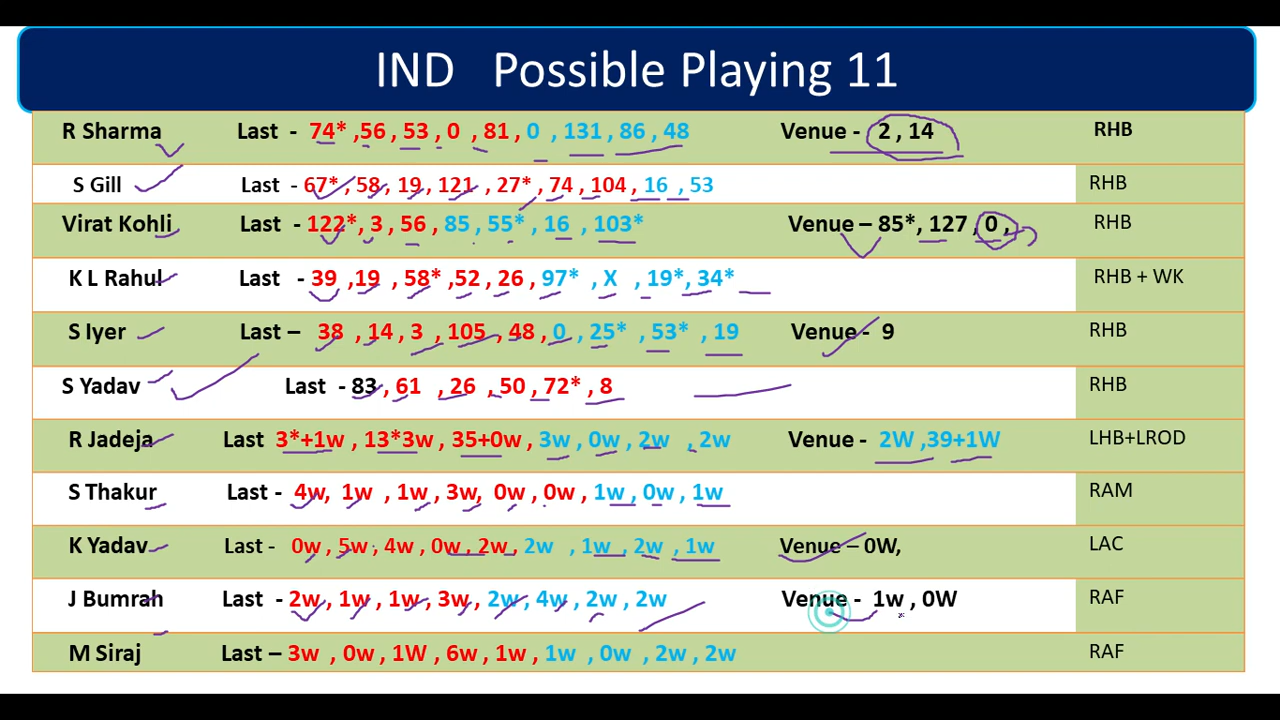 IND Possible Playing 11
R Sharma Last - 74* ,56 , 53 , 0 , 81 , 0 , 131 , 86 , 48 Venue - 2 , 14 RHB
S Gill Last - 67* , 58 , 19 , 121 , 27* , 74 , 104 , 16 , 53 RHB
Virat Kohli Last - 122* , 3 , 56 , 85 , 55* , 16 , 103* Venue – 85* , 127 , 0 , RHB
K L Rahul Last - 39 , 19 , 58* , 52 , 26 , 97* , X , 19* , 34* RHB + WK
S Iyer Last – 38 , 14 , 3 , 105 , 48 , 0 , 25* , 53* , 19 Venue - 9 RHB
S Yadav Last - 83 , 61 , 26 , 50 , 72* , 8 RHB
R Jadeja Last 3*+1w , 13*3w , 35+0w , 3w , 0w , 2w , 2w Venue - 2W ,39+1W LHB+LROD
S Thakur Last - 4w, 1w , 1w , 3w, 0w , 0w , 1w , 0w , 1w RAM
K Yadav Last - 0w , 5w , 4w , 0w , 2w , 2w , 1w , 2w , 1w Venue – 0W, LAC
J Bumrah Last - 2w , 1w , 1w , 3w , 2w , 4w , 2w , 2w Venue - 1w , 0W RAF
M Siraj Last – 3w , 0w , 1W , 6w , 1w , 1w , 0w , 2w , 2w RAF